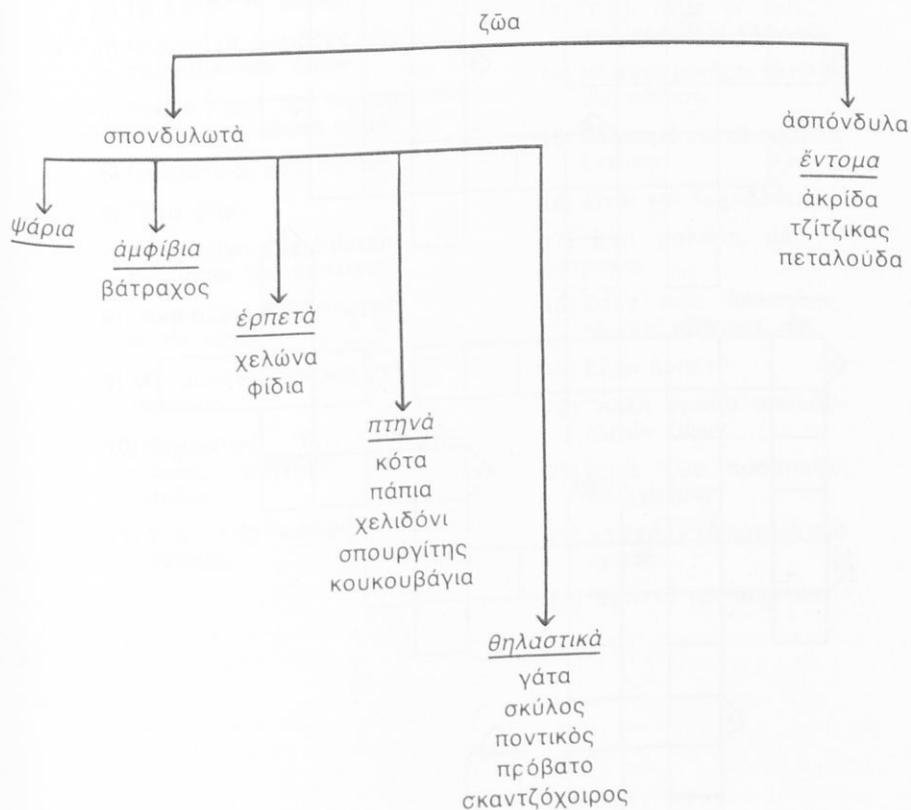 ζῶα
σπονδυλωτὰ
ψάρια
ἀμφίβια
βάτραχος
ἑρπετὰ
χελώνα
φίδια
πτηνὰ
κότα
πάπια
χελιδόνι
σπουργίτης
κουκουβάγια
θηλαστικὰ
γάτα
σκύλος
ποντικὸς
πρόβατο
σκαντζόχοιρος
ἀσπόνδυλα
ἔντομα
ἀκρίδα
τζίτζικας
πεταλούδα